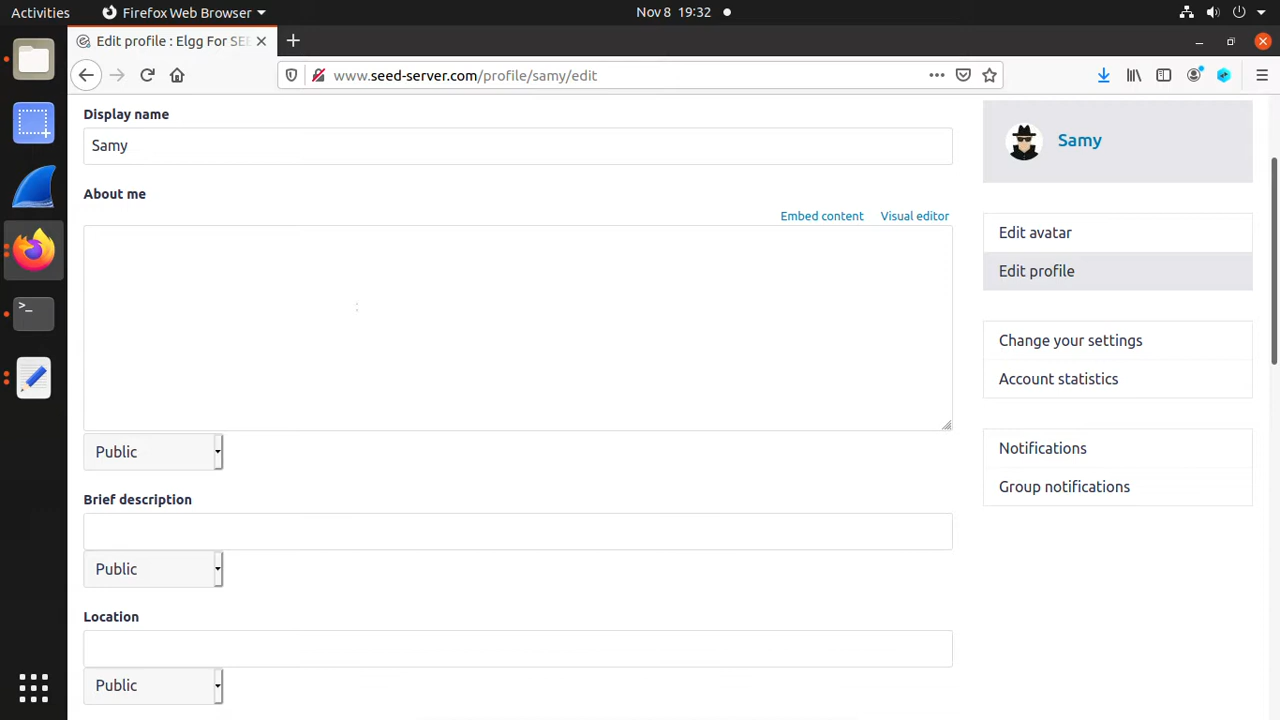 Activities Firefox Web Browser Nov 8 19:32
Edit profile : Elgg For SEE
www.seed-server.com/profile/samy/edit
Display name
Samy
Samy
About me
Embed content Visual editor
Edit avatar
Edit profile
:
Change your settings
Account statistics
Public
Notifications
Group notifications
Brief description
Public
Location
Public